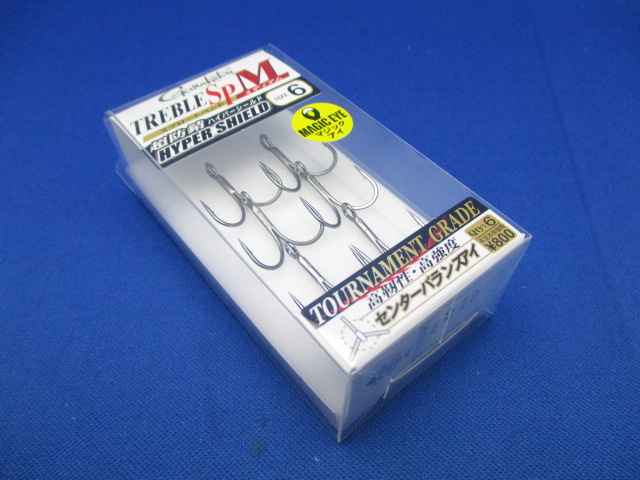 Gamakatsu
TREBLE SP M
SIZE 6
超防錆 ハイパーシールド
HYPER SHIELD
MAGIC EYE
マジック
アイ
TOURNAMENT GRADE
高靭性・高強度
センターバランスアイ
QTY:6
¥800